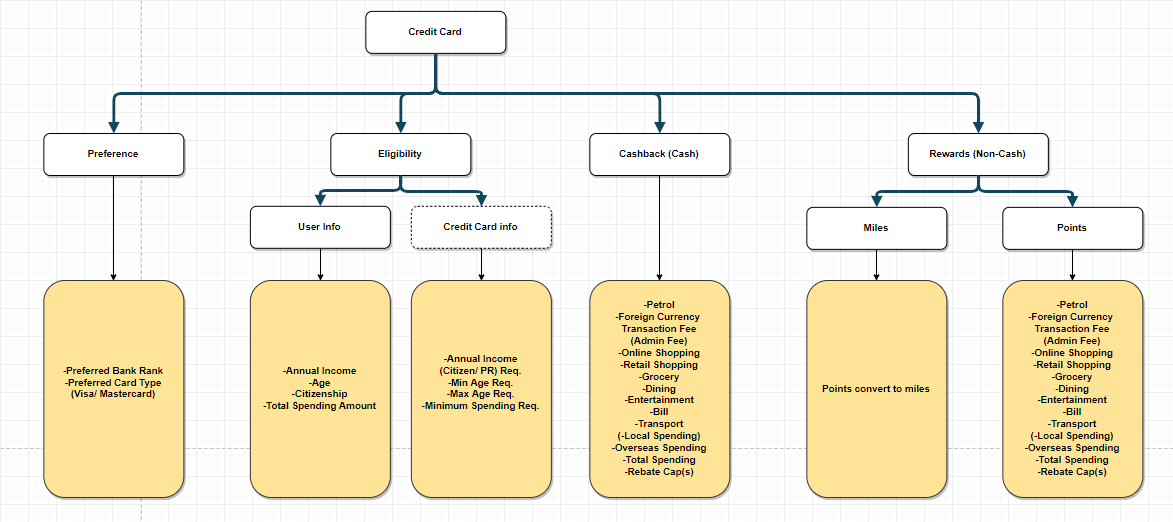 Credit Card
Preference
Eligibility
Cashback (Cash)
Rewards (Non-Cash)
User Info
Credit Card info
Miles
Points
-Preferred Bank Rank
-Preferred Card Type
(Visa/ Mastercard)
-Annual Income
-Age
-Citizenship
-Total Spending Amount
-Annual Income
(Citizen/ PR) Req.
-Min Age Req.
-Max Age Req.
-Minimum Spending Req.
-Petrol
-Foreign Currency
Transaction Fee
(Admin Fee)
-Online Shopping
-Retail Shopping
-Grocery
-Dining
-Entertainment
-Bill
-Transport
(-Local Spending)
-Overseas Spending
-Total Spending
-Rebate Cap(s)
Points convert to miles
-Petrol
-Foreign Currency
Transaction Fee
(Admin Fee)
-Online Shopping
-Retail Shopping
-Grocery
-Dining
-Entertainment
-Bill
-Transport
(-Local Spending)
-Overseas Spending
-Total Spending
-Rebate Cap(s)